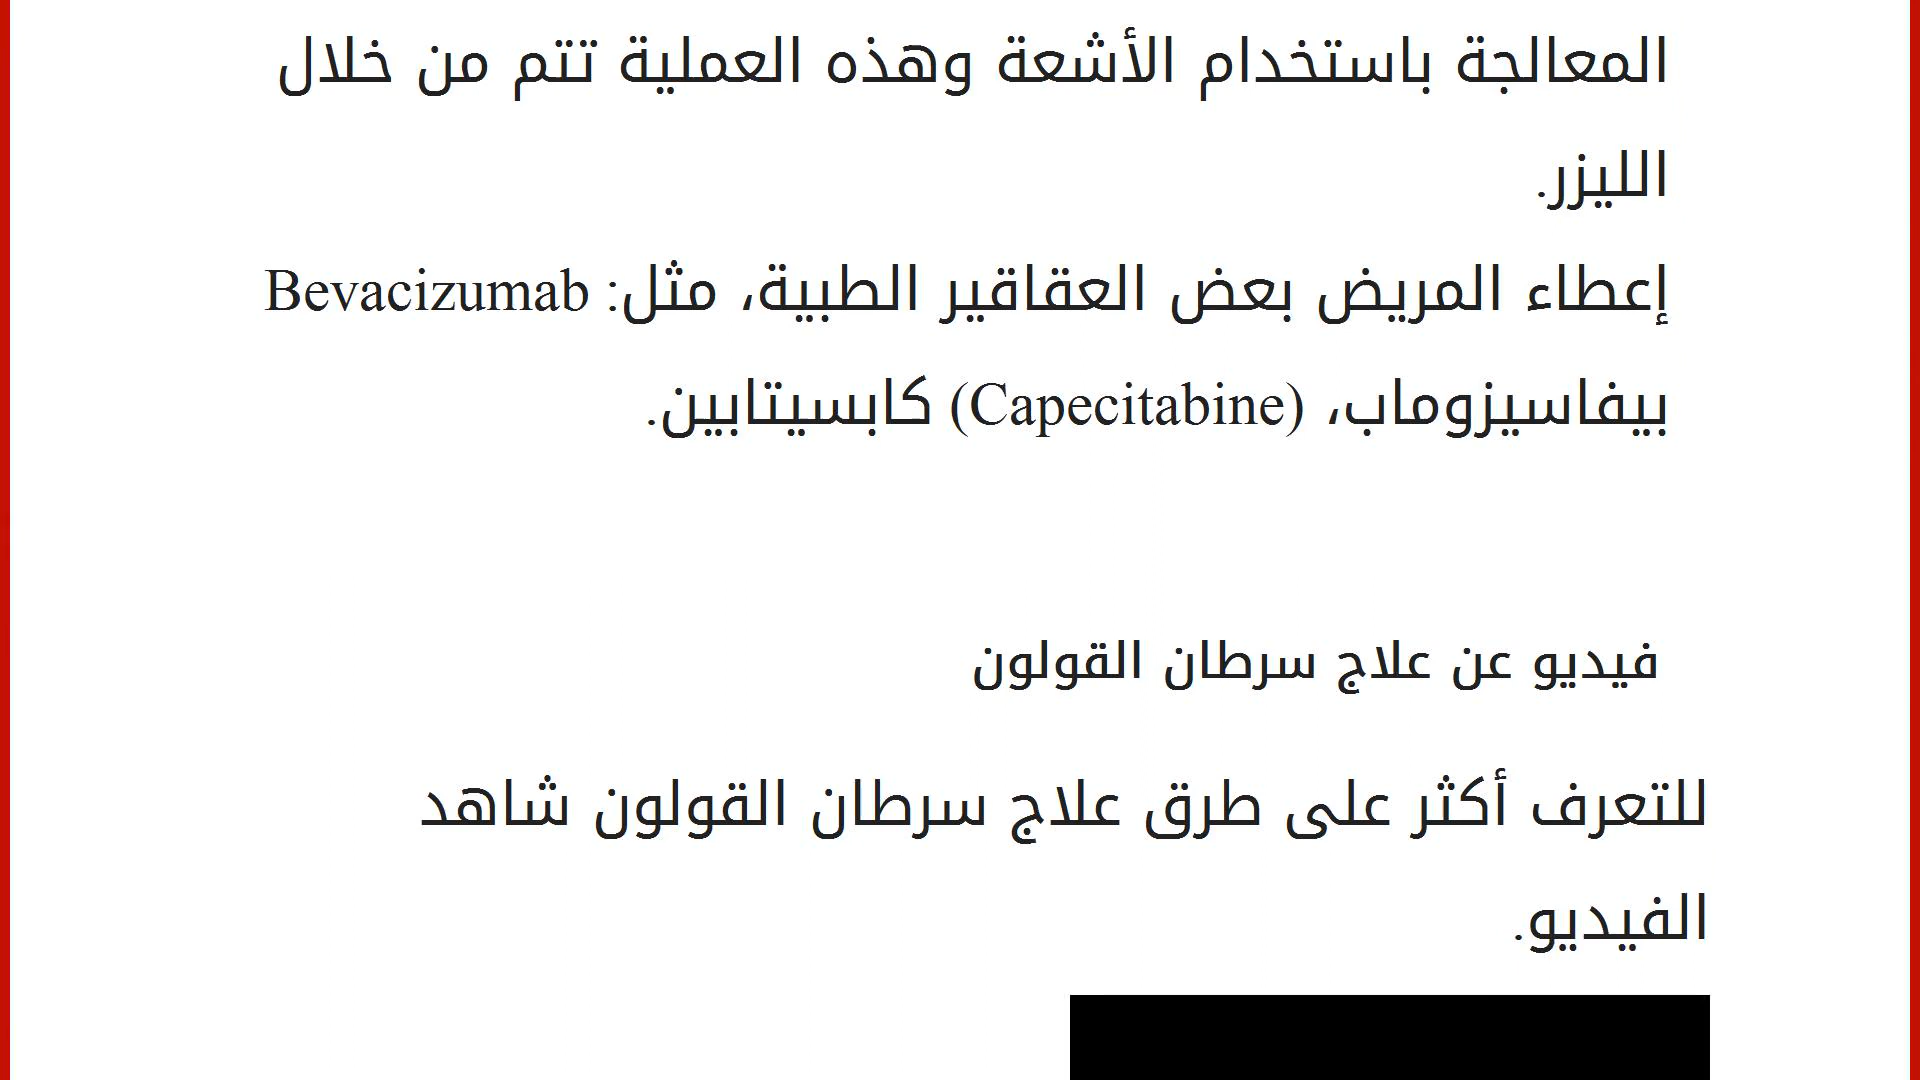 المعالجة باستخدام الأشعة وهذه العملية تتم من خلال
الليزر.
إعطاء المريض بعض العقاقير الطبية، مثل: Bevacizumab
بيفاسيزوماب، (Capecitabine) كابسيتابين.
فيديو عن علاج سرطان القولون
للتعرف أكثر على طرق علاج سرطان القولون شاهد
الفيديو.